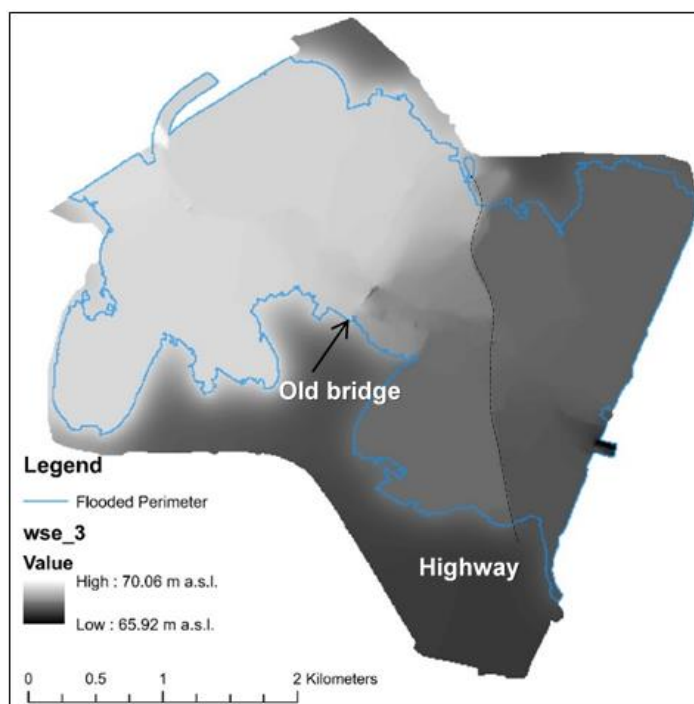 Old bridge
Legend
Flooded Perimeter
wse_3
Value
High : 70.06 m a.s.l.
Low : 65.92 m a.s.l.
Highway
0 0.5 1 2 Kilometers